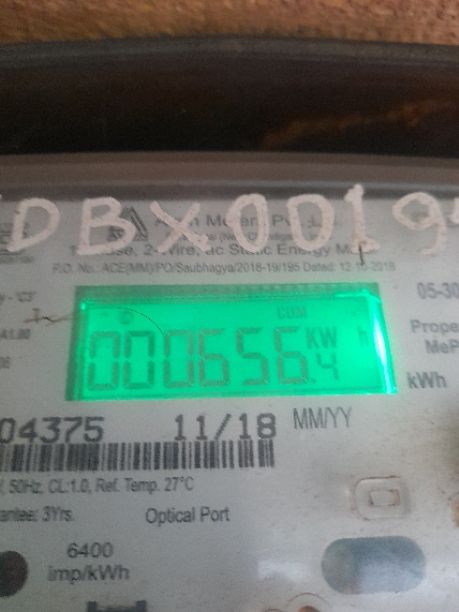 DBX0019
1 Phase, 2-Wire, ac Static Energy
P.O. No.: ACE(MM)/PO/Saubhagya/2018-19/195 Dated: 12-10-2018
05-30
CUM
000656.4 KW h
kWh
04375 11/18 MM/YY
50Hz, CL:1.0, Ref. Temp. 27°C
3Yrs. Optical Port
6400
imp/kWh